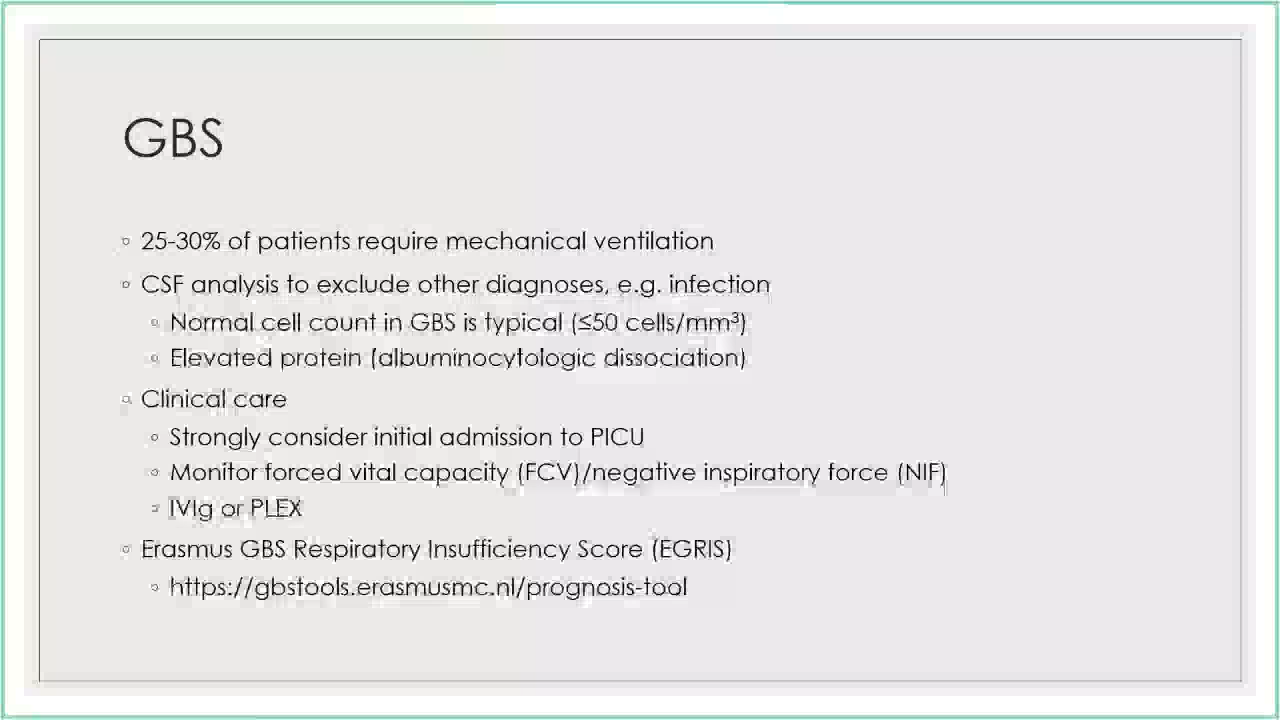 GBS
25-30% of patients require mechanical ventilation
CSF analysis to exclude other diagnoses, e.g. infection
Normal cell count in GBS is typical (≤50 cells/mm³)
Elevated protein (albuminocytologic dissociation)
Clinical care
Strongly consider initial admission to PICU
Monitor forced vital capacity (FCV)/negative inspiratory force (NIF)
IVIg or PLEX
Erasmus GBS Respiratory Insufficiency Score (EGRIS)
https://gbstools.erasmusmc.nl/prognosis-tool